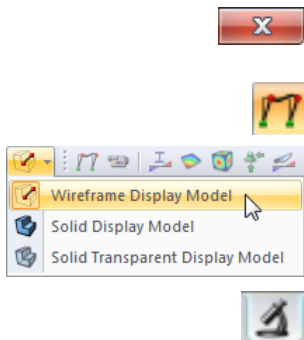 Wireframe Display Model
Solid Display Model
Solid Transparent Display Model